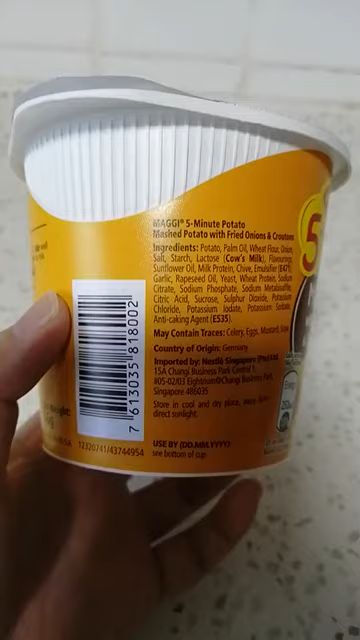 MAGGI® 5-Minute Potato
Mashed Potato with Fried Onions & Croutons
Ingredients: Potato, Palm Oil, Wheat Flour, Onion,
Salt, Starch, Lactose (Cow's Milk), Flavourings,
Sunflower Oil, Milk Protein, Chive, Emulsifier (E471),
Garlic, Rapeseed Oil, Yeast, Wheat Protein, Sodium
Citrate, Sodium Phosphate, Sodium Metabisulfite,
Citric Acid, Sucrose, Sulphur Dioxide, Potassium
Chloride, Potassium Iodate, Potassium Sorbate,
Anti-caking Agent (E535).
May Contain Traces: Celery, Eggs, Mustard, Soya
Country of Origin: Germany
Imported by: Nestlé Singapore (Pte) Ltd
15A Changi Business Park Central 1,
#05-02/03 Eightrium@Changi Business Park,
Singapore 486035
Store in cool and dry place, away from
direct sunlight.
USE BY (DD.MM.YYYY):
see bottom of cup
7 613035 818002
12326741/43744954
5
Energy